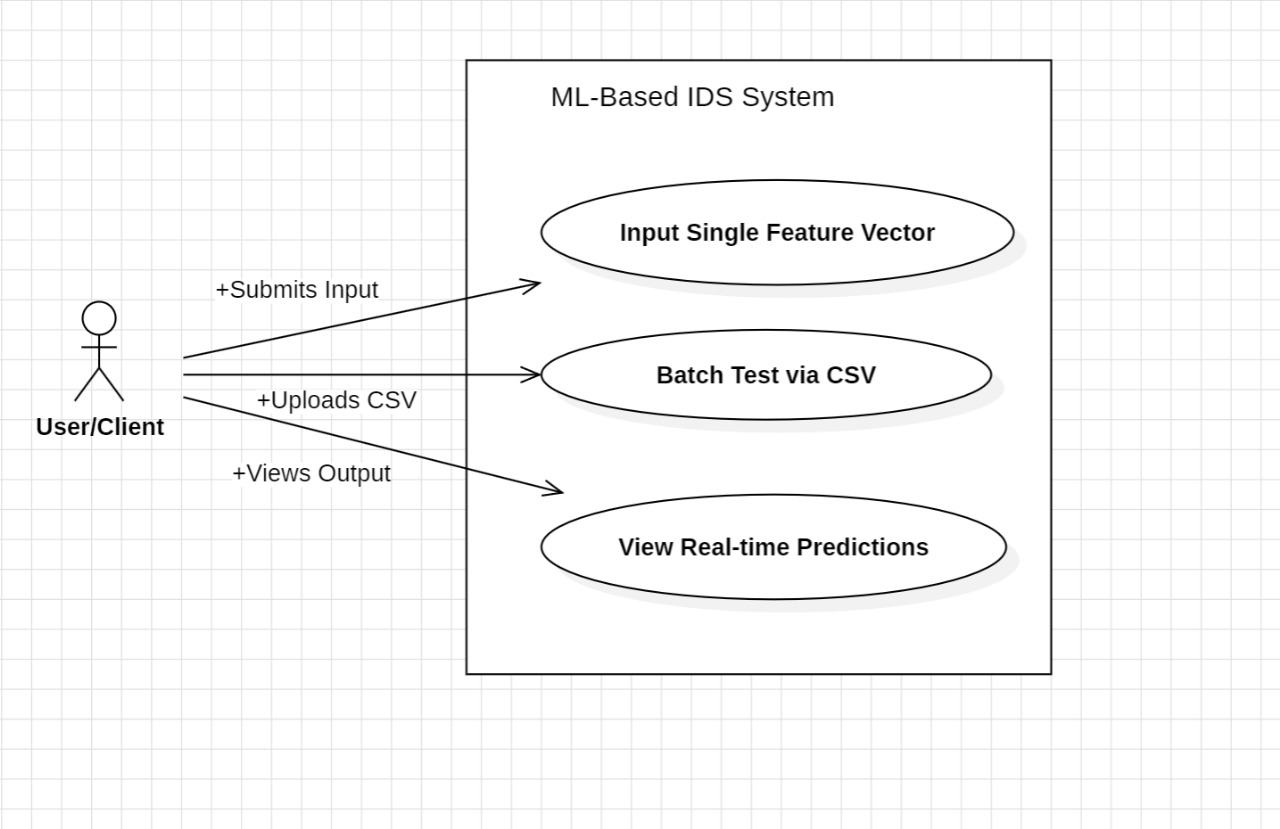 ML-Based IDS System
Input Single Feature Vector
+Submits Input
Batch Test via CSV
+Uploads CSV
User/Client
+Views Output
View Real-time Predictions